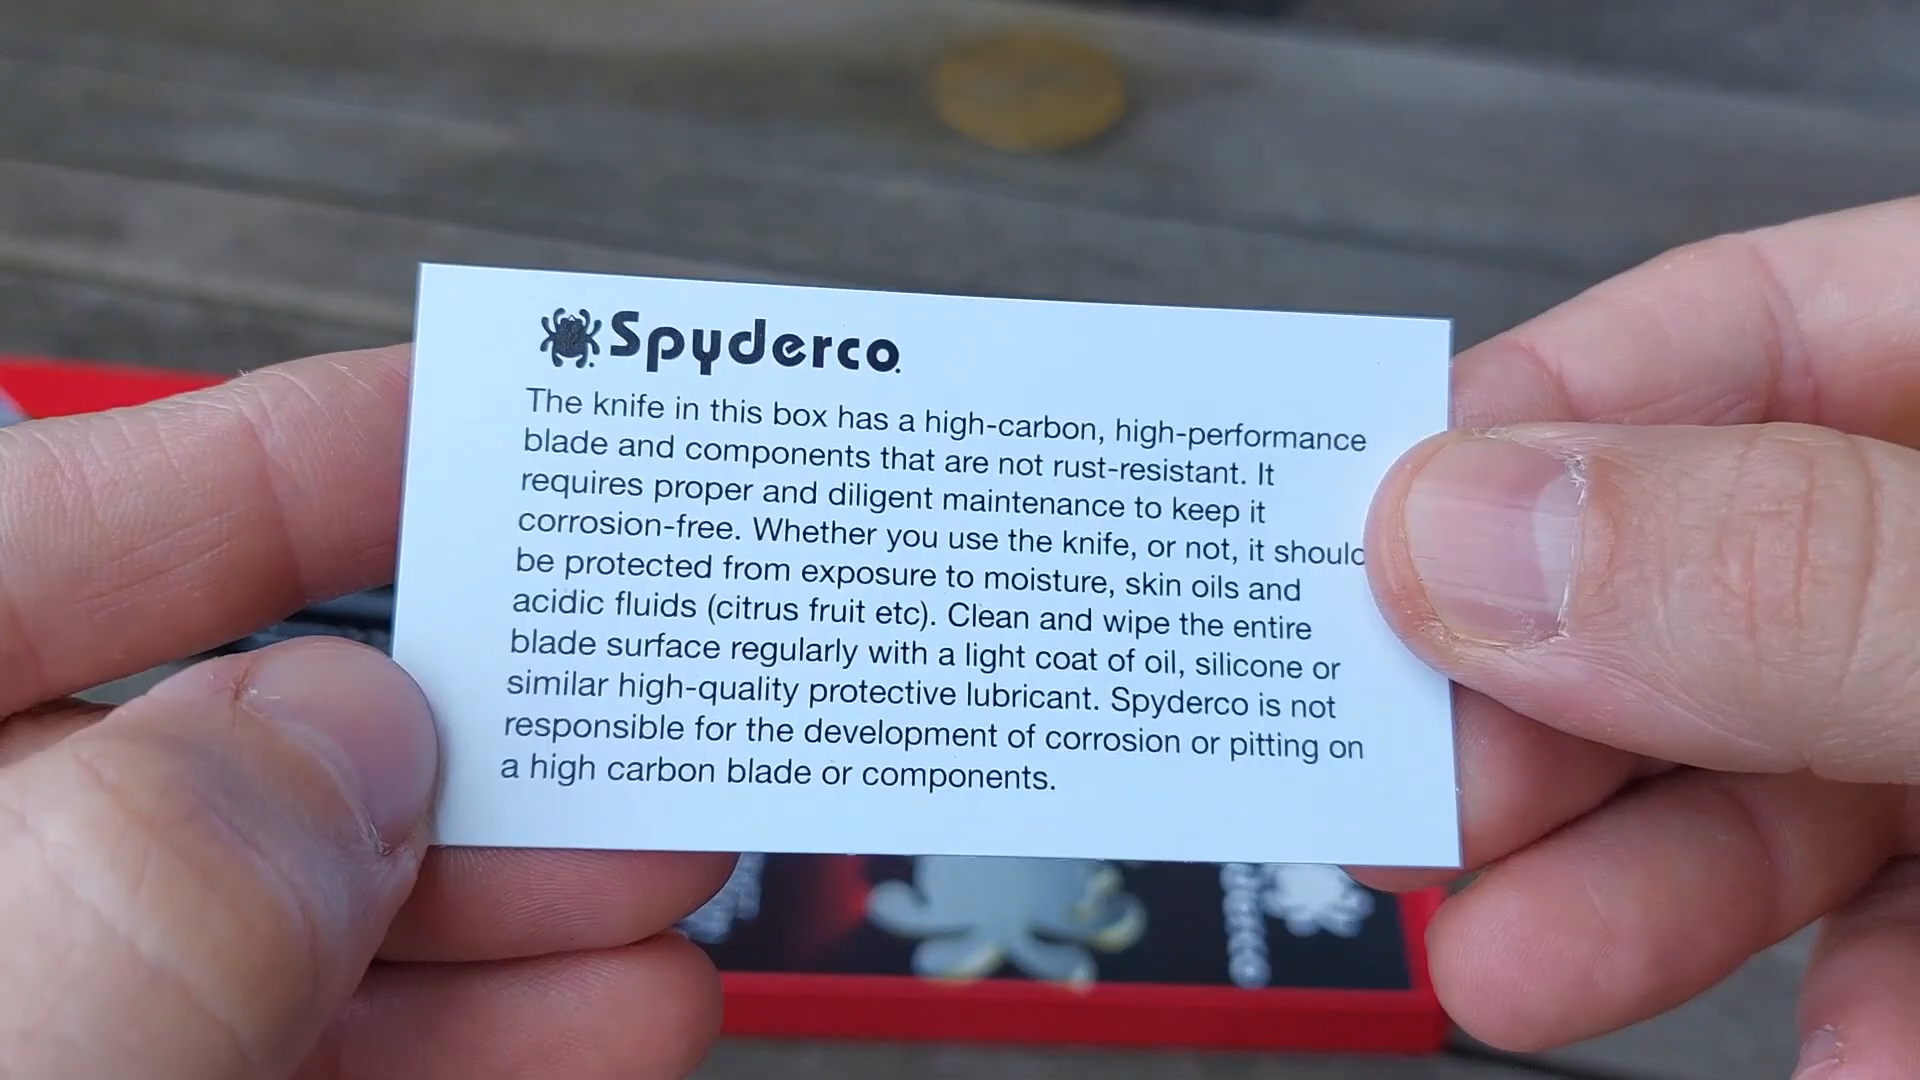 Spyderco
The knife in this box has a high-carbon, high-performance
blade and components that are not rust-resistant. It
requires proper and diligent maintenance to keep it
corrosion-free. Whether you use the knife, or not, it should
be protected from exposure to moisture, skin oils and
acidic fluids (citrus fruit etc). Clean and wipe the entire
blade surface regularly with a light coat of oil, silicone or
similar high-quality protective lubricant. Spyderco is not
responsible for the development of corrosion or pitting on
a high carbon blade or components.